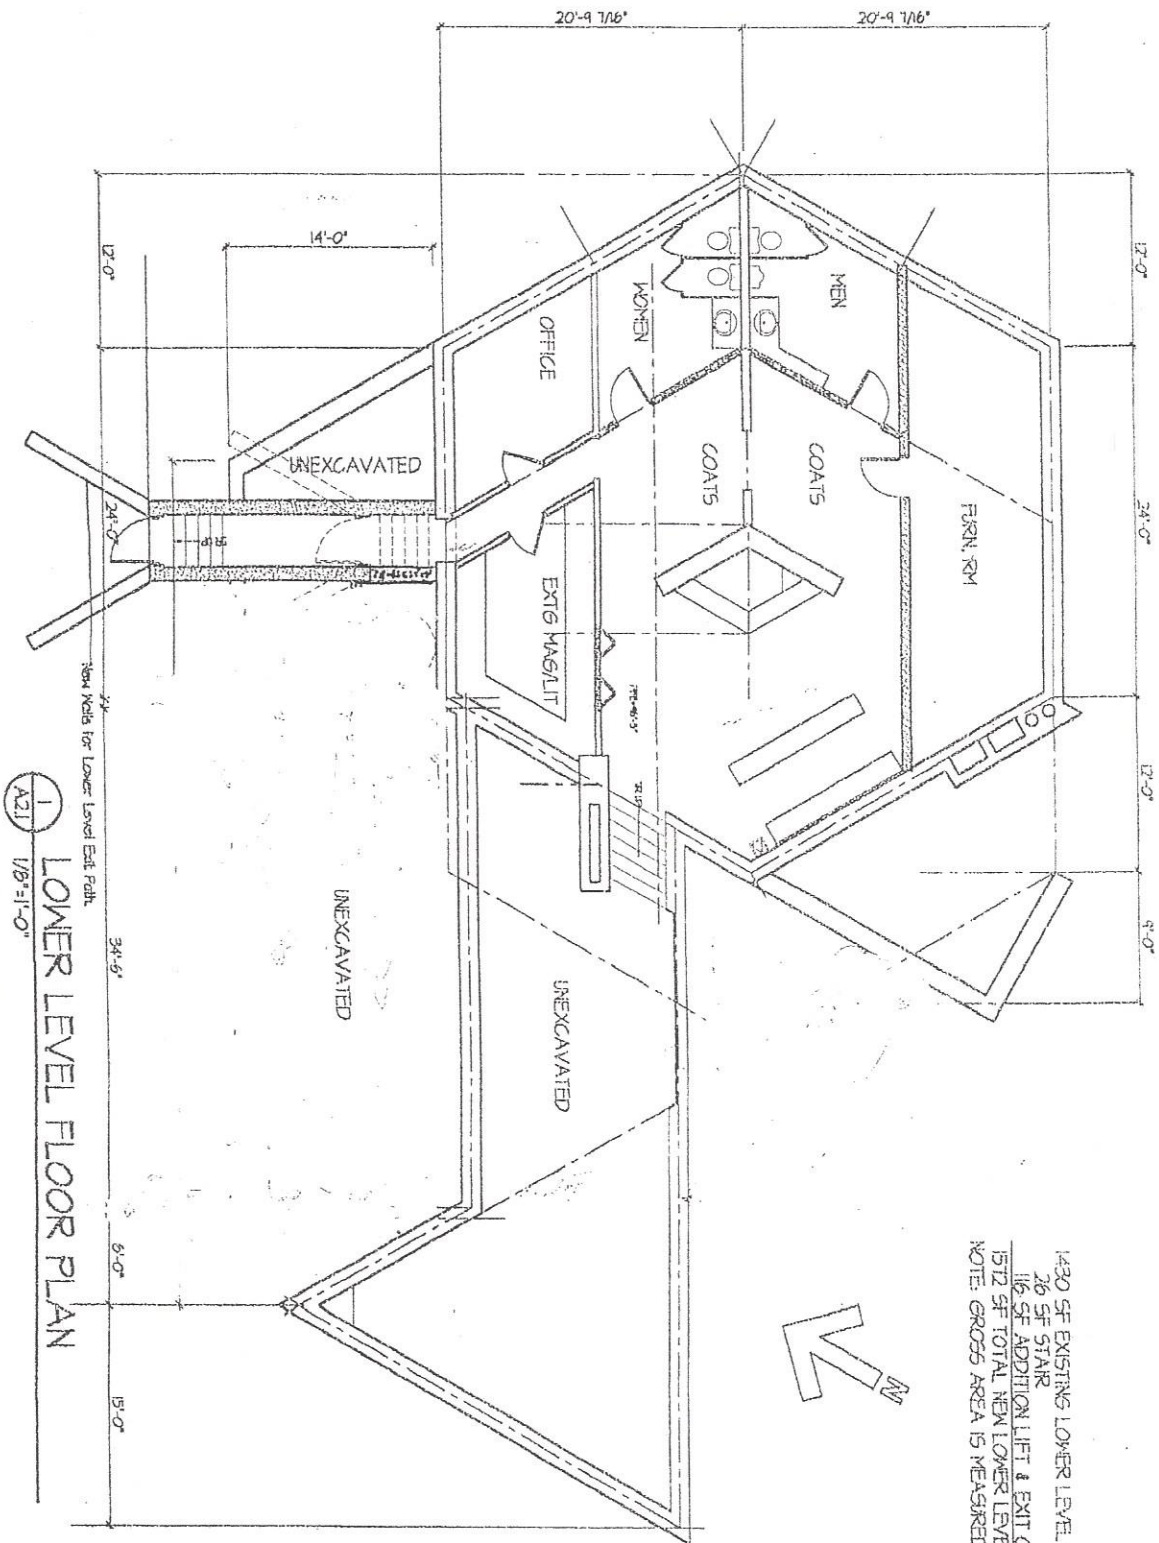 1430 SF EXISTING LOWER LEVEL
26 SF STAIR
116 SF ADDITION LIFT & EXIT
1572 SF TOTAL NEW LOWER LEVE
NOTE: GROSS AREA IS MEASURED
N
12'-0"
24'-0"
12'-0"
9'-0"
20'-9 7/16"
20'-9 7/16"
FURN. RM
MEN
COATS
COATS
WOMEN
OFFICE
EXTG MAG/LIT
UNEXCAVATED
UNEXCAVATED
UNEXCAVATED
14'-0"
12'-0"
24'-0"
34'-6"
6'-0"
15'-0"
New Walls for Lower Level Exit Path
1
A2.1
LOWER LEVEL FLOOR PLAN
1/8"=1'-0"